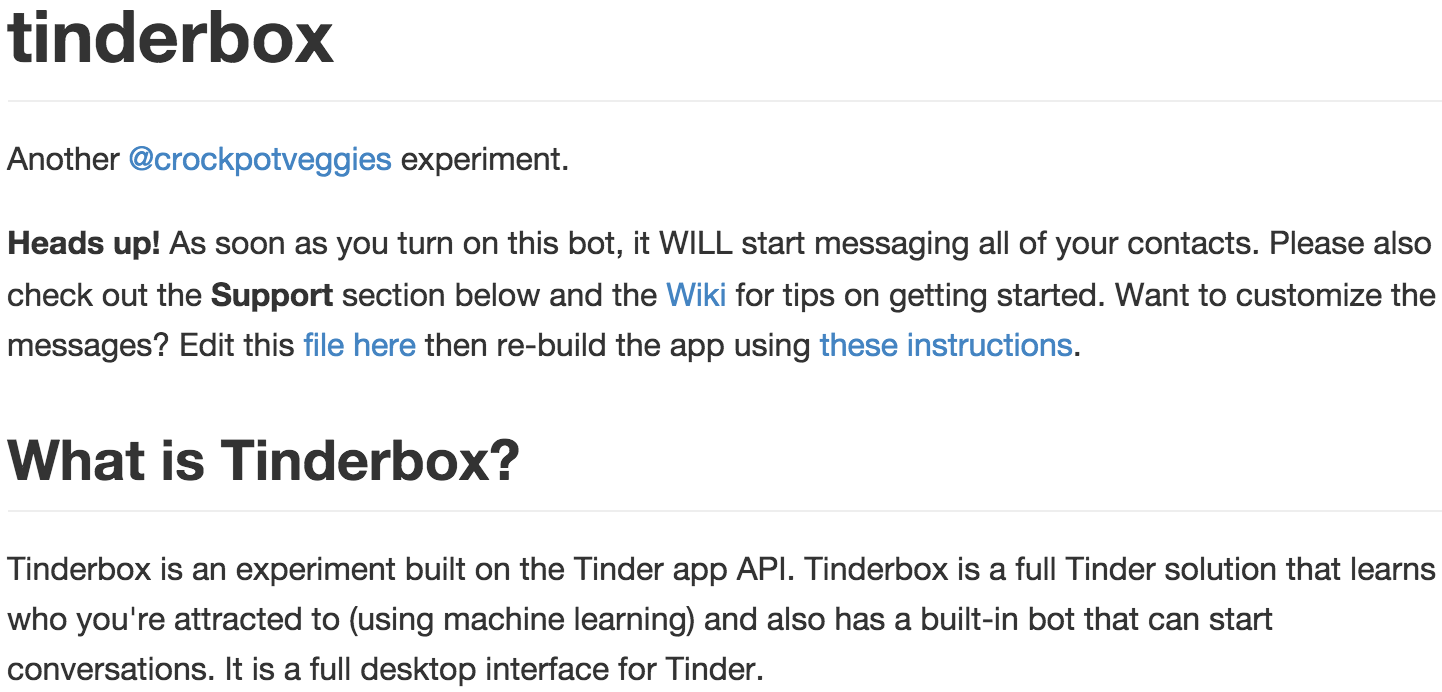 tinderbox
Another @crockpotveggies experiment.
Heads up! As soon as you turn on this bot, it WILL start messaging all of your contacts. Please also
check out the Support section below and the Wiki for tips on getting started. Want to customize the
messages? Edit this file here then re-build the app using these instructions.
What is Tinderbox?
Tinderbox is an experiment built on the Tinder app API. Tinderbox is a full Tinder solution that learns
who you're attracted to (using machine learning) and also has a built-in bot that can start
conversations. It is a full desktop interface for Tinder.